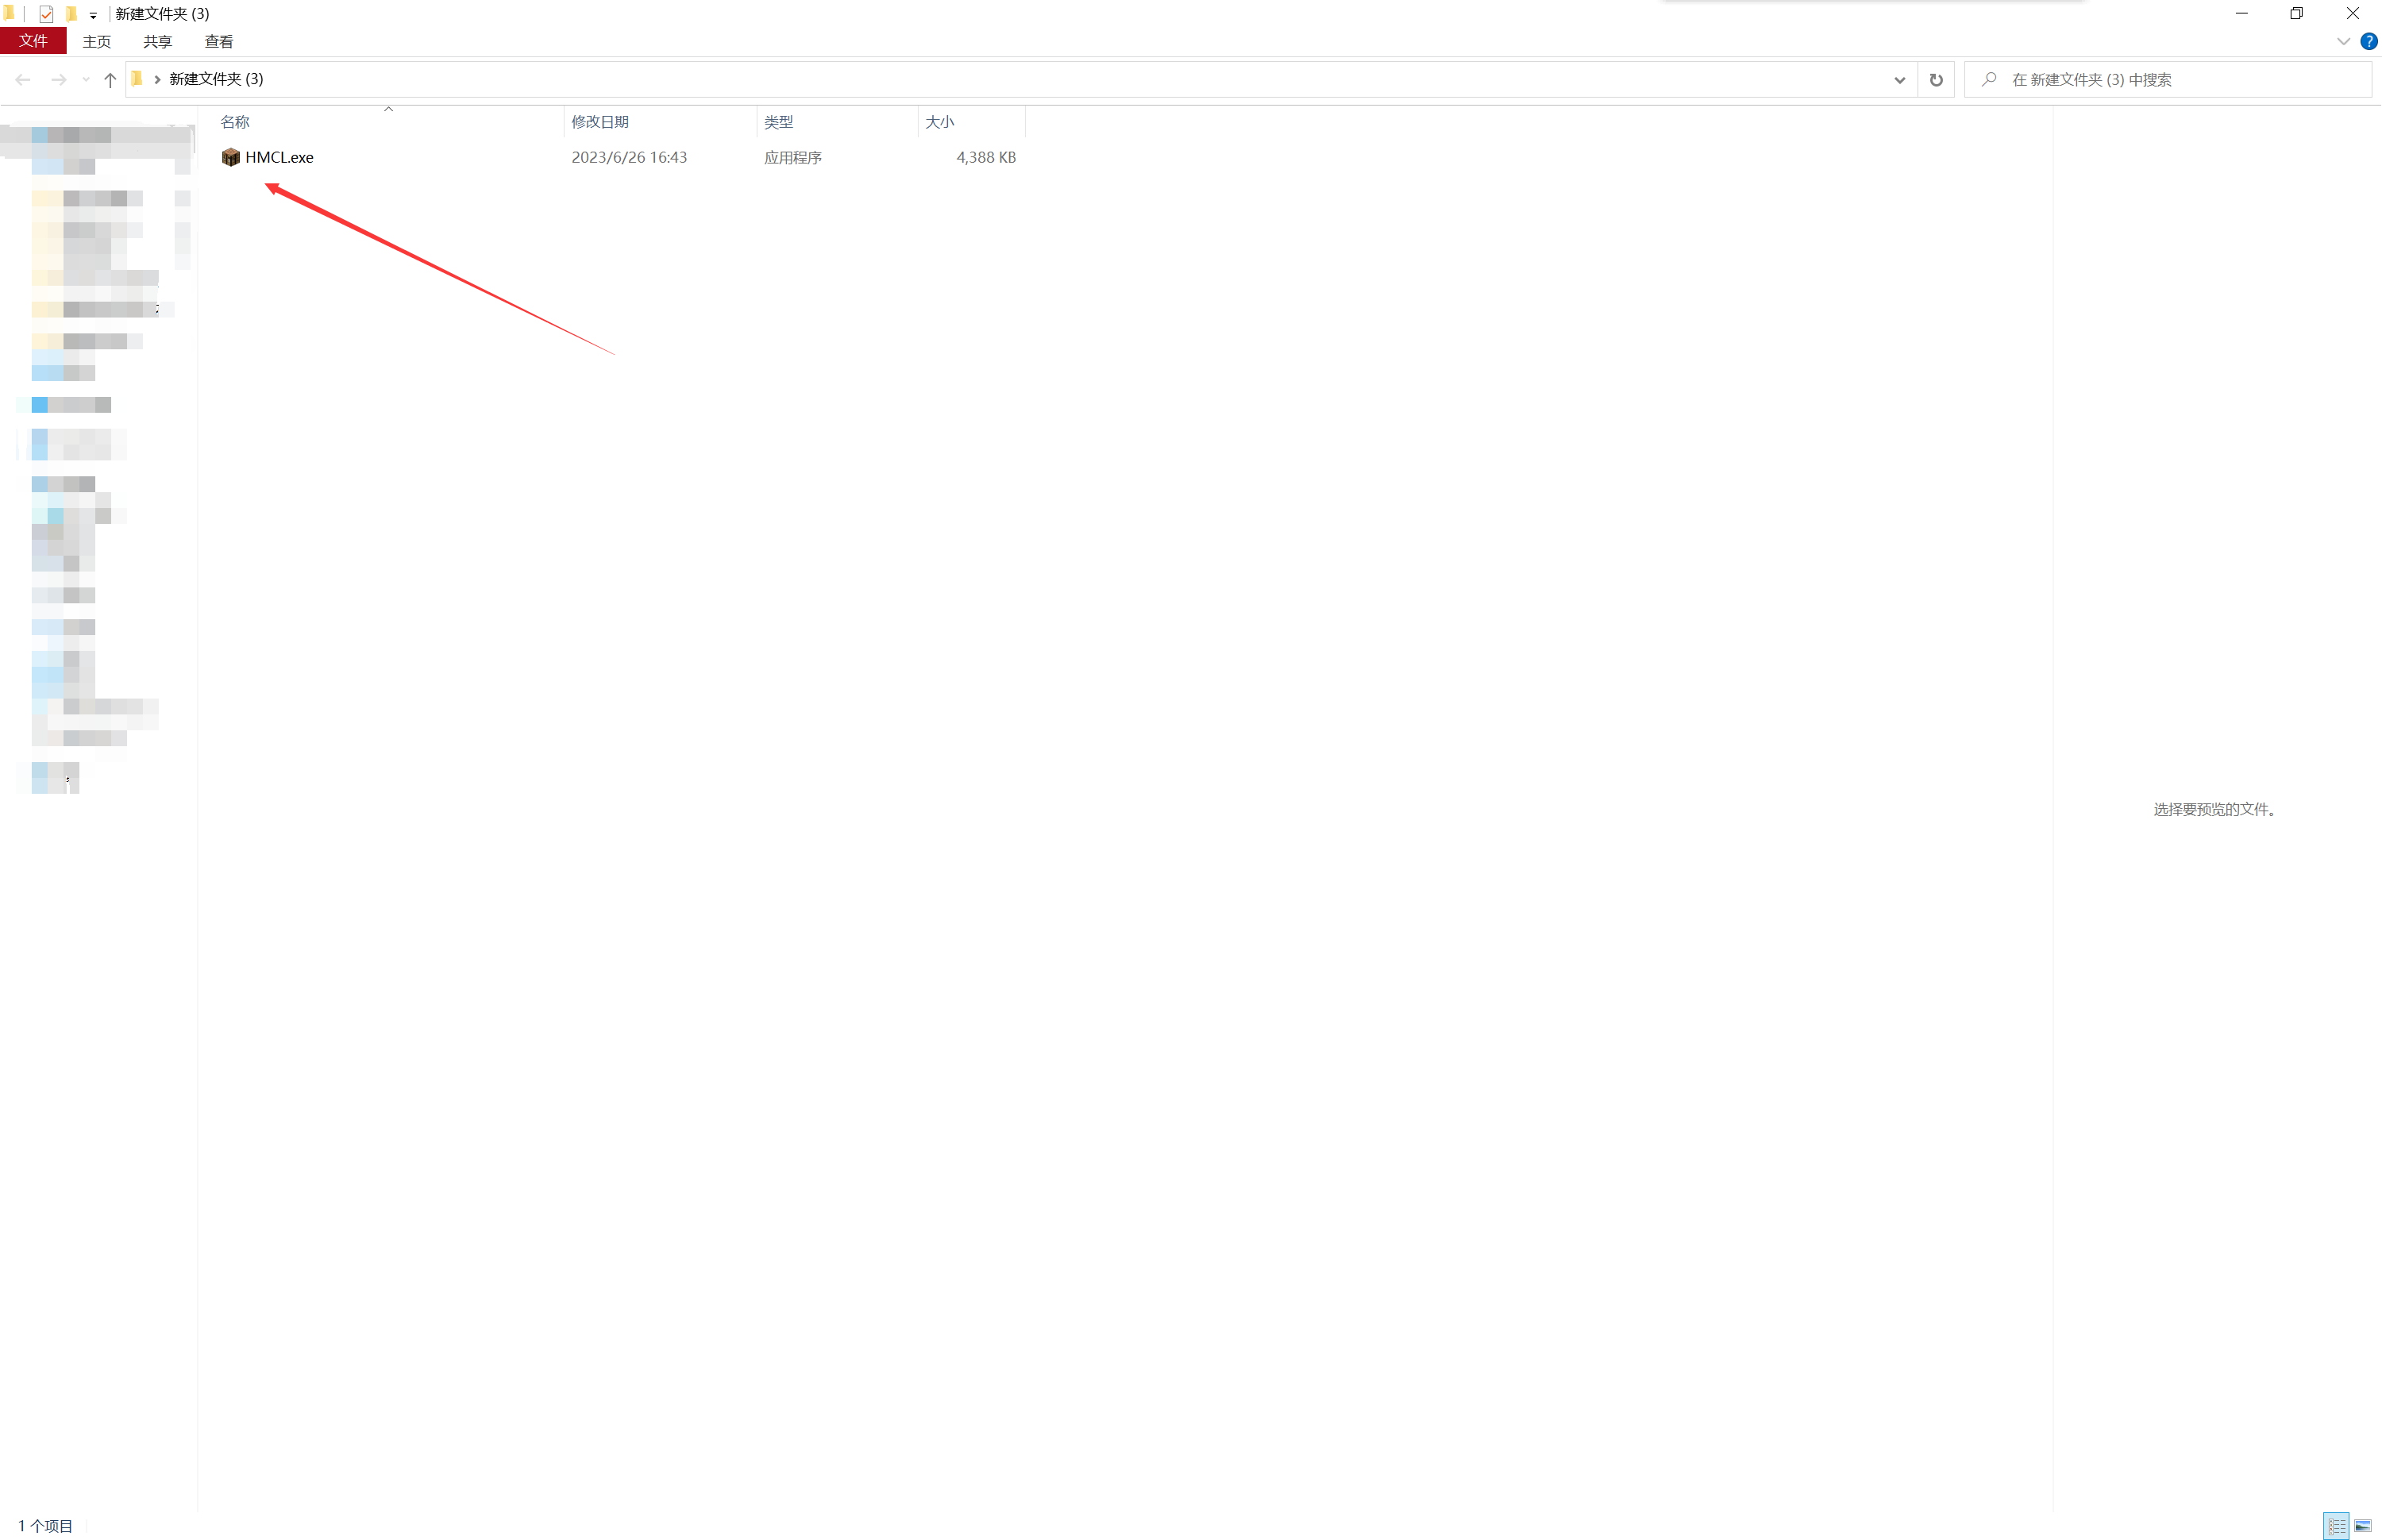 新建文件夹 (3)
文件 主页 共享 查看
新建文件夹 (3) 在 新建文件夹 (3) 中搜索
名称 修改日期 类型 大小
HMCL.exe 2023/6/26 16:43 应用程序 4,388 KB
选择要预览的文件。
1 个项目